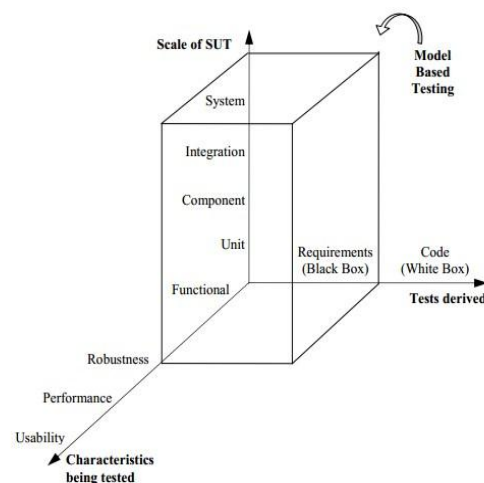 Scale of SUT
Model
Based
Testing
System
Integration
Component
Unit
Requirements
(Black Box)
Code
(White Box)
Functional
Tests derived
Robustness
Performance
Usability
Characteristics
being tested